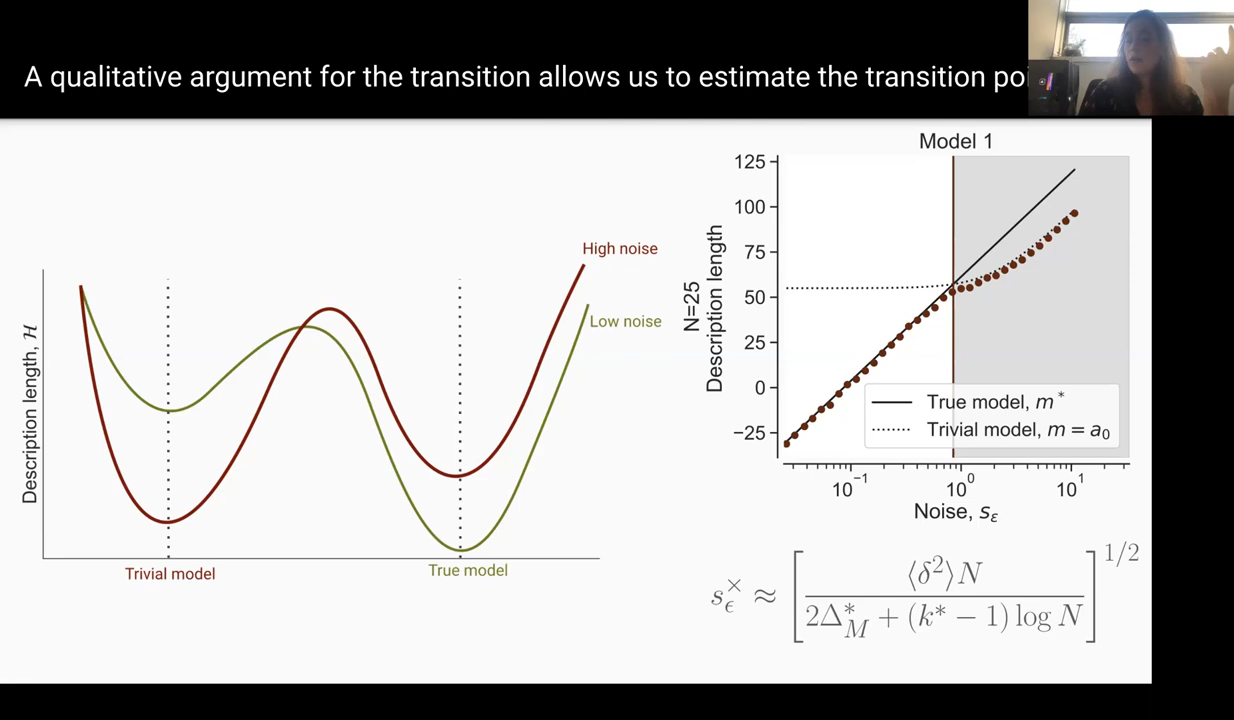 A qualitative argument for the transition allows us to estimate the transition
Description length, ℋ
High noise
Low noise
Trivial model
True model
Model 1
N=25
Description length
125
100
75
50
25
0
−25
True model, m*
Trivial model, m = a₀
10⁻¹
10⁰
10¹
Noise, s_ε
s_ϵ^× ≈ [ ⟨δ²⟩N / 2Δ*_M + (k* − 1) log N ]^1/2